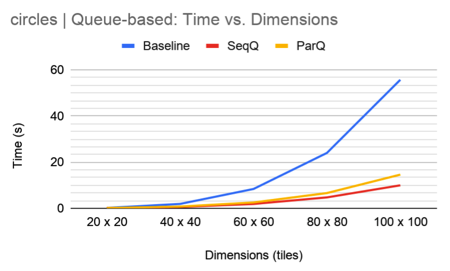 circles | Queue-based: Time vs. Dimensions
Baseline SeqQ ParQ
60
40
20
0
Time (s)
20 x 20 40 x 40 60 x 60 80 x 80 100 x 100
Dimensions (tiles)